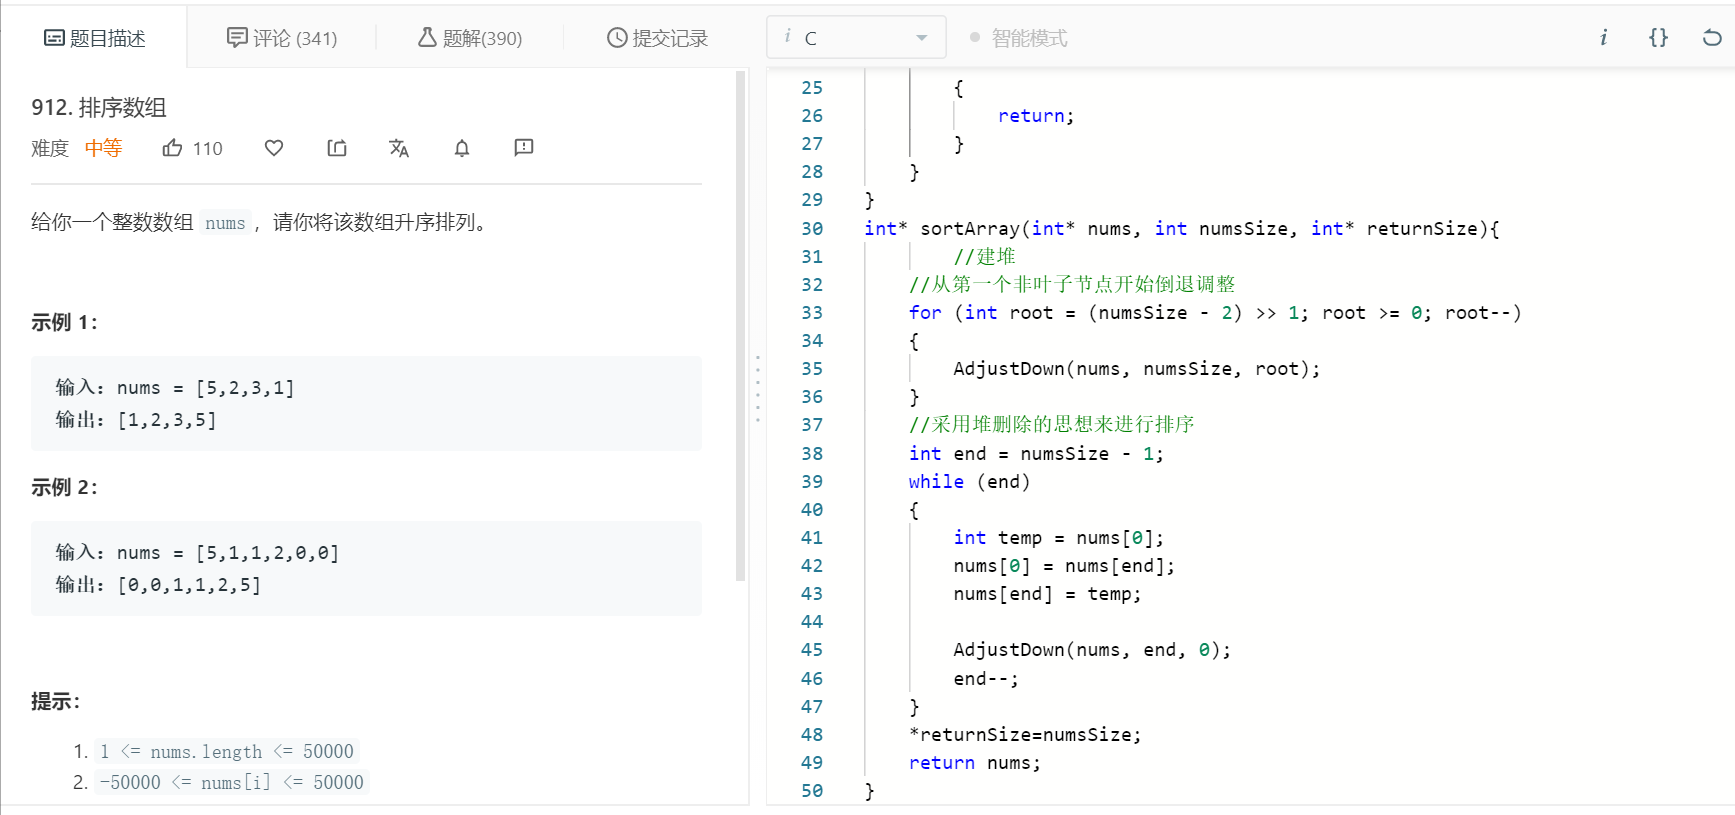 题目描述
评论 (341)
题解(390)
提交记录
i C
智能模式
i {}
912. 排序数组
难度 中等 110
给你一个整数数组 nums ，请你将该数组升序排列。
示例 1：
输入：nums = [5,2,3,1]
输出：[1,2,3,5]
示例 2：
输入：nums = [5,1,1,2,0,0]
输出：[0,0,1,1,2,5]
提示：
1. 1 <= nums.length <= 50000
2. -50000 <= nums[i] <= 50000
25 {
26 return;
27 }
28 }
29 }
30 int* sortArray(int* nums, int numsSize, int* returnSize){
31 //建堆
32 //从第一个非叶子节点开始倒退调整
33 for (int root = (numsSize - 2) >> 1; root >= 0; root--)
34 {
35 AdjustDown(nums, numsSize, root);
36 }
37 //采用堆删除的思想来进行排序
38 int end = numsSize - 1;
39 while (end)
40 {
41 int temp = nums[0];
42 nums[0] = nums[end];
43 nums[end] = temp;
44
45 AdjustDown(nums, end, 0);
46 end--;
47 }
48 *returnSize=numsSize;
49 return nums;
50 }